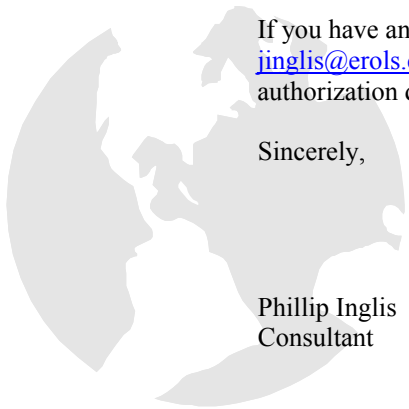 If you have an
jinglis@erols.
authorization
Sincerely,
Phillip Inglis
Consultant